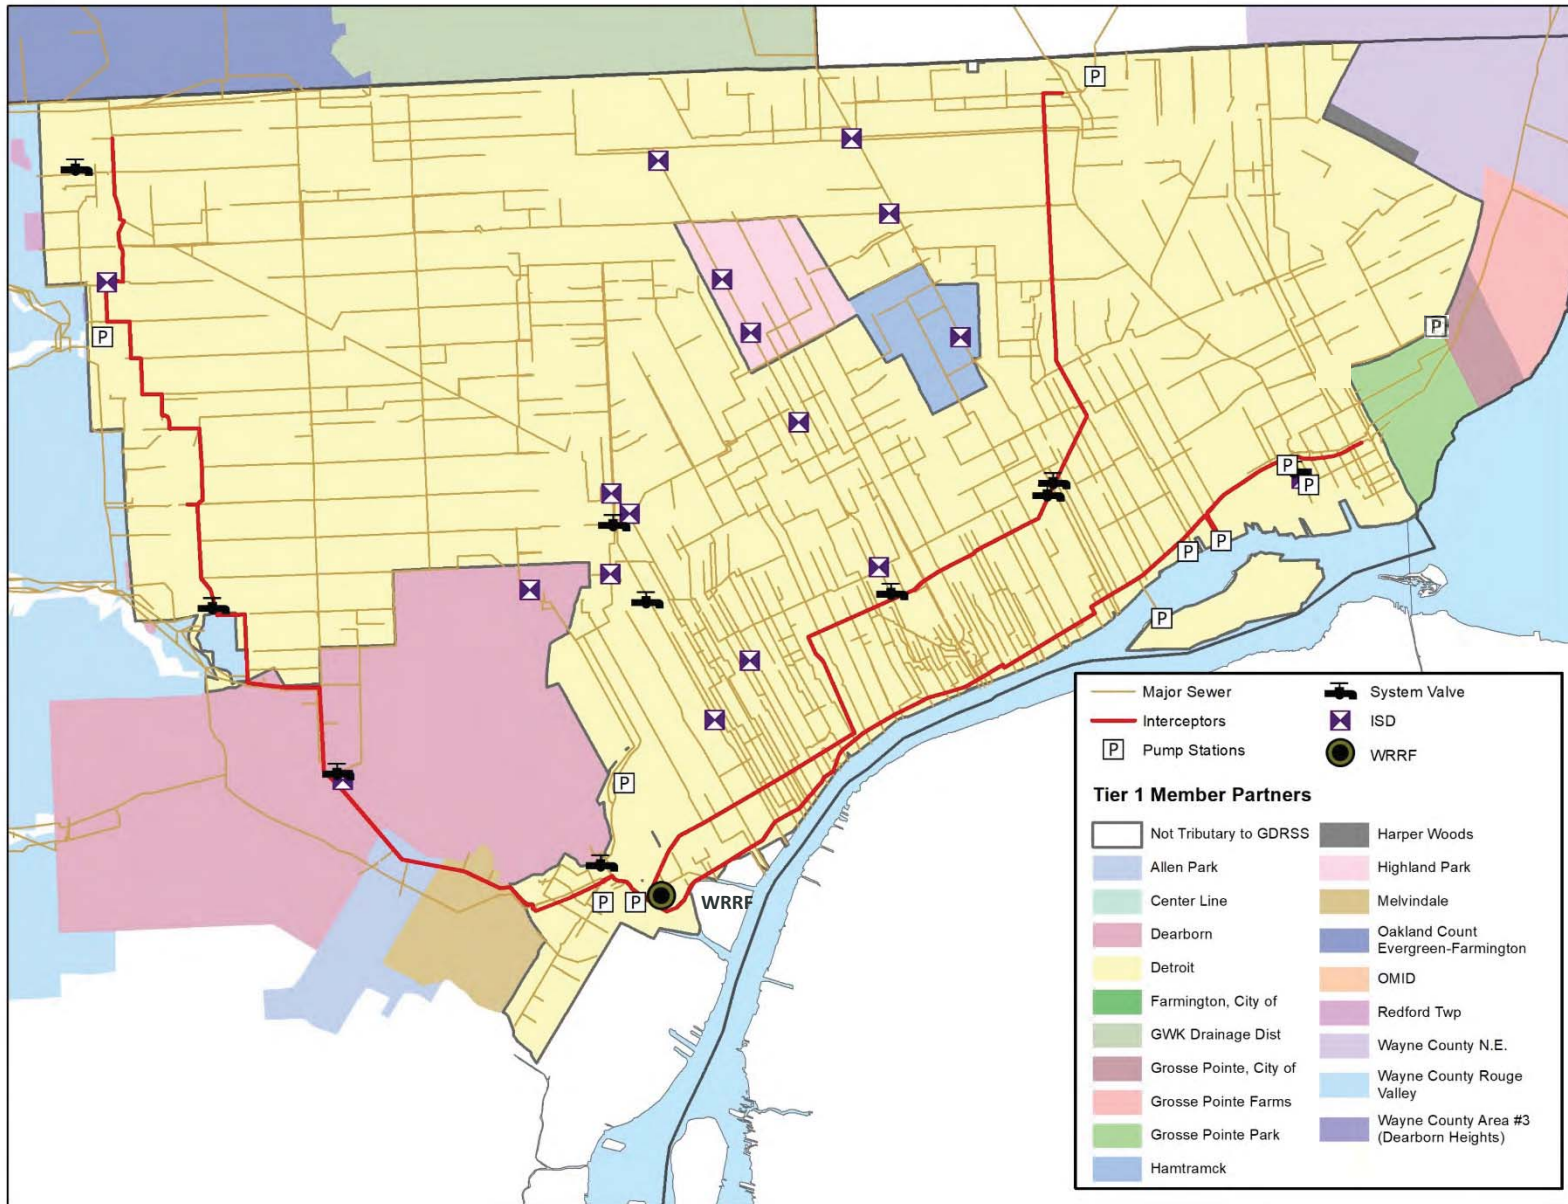 P
P
P
P
P
P
P
P
P
P
P
P
WRRF
Major Sewer
Interceptors
P Pump Stations
System Valve
ISD
WRRF
Tier 1 Member Partners
Not Tributary to GDRSS
Allen Park
Center Line
Dearborn
Detroit
Farmington, City of
GWK Drainage Dist
Grosse Pointe, City of
Grosse Pointe Farms
Grosse Pointe Park
Hamtramck
Harper Woods
Highland Park
Melvindale
Oakland Count
Evergreen-Farmington
OMID
Redford Twp
Wayne County N.E.
Wayne County Rouge
Valley
Wayne County Area #3
(Dearborn Heights)